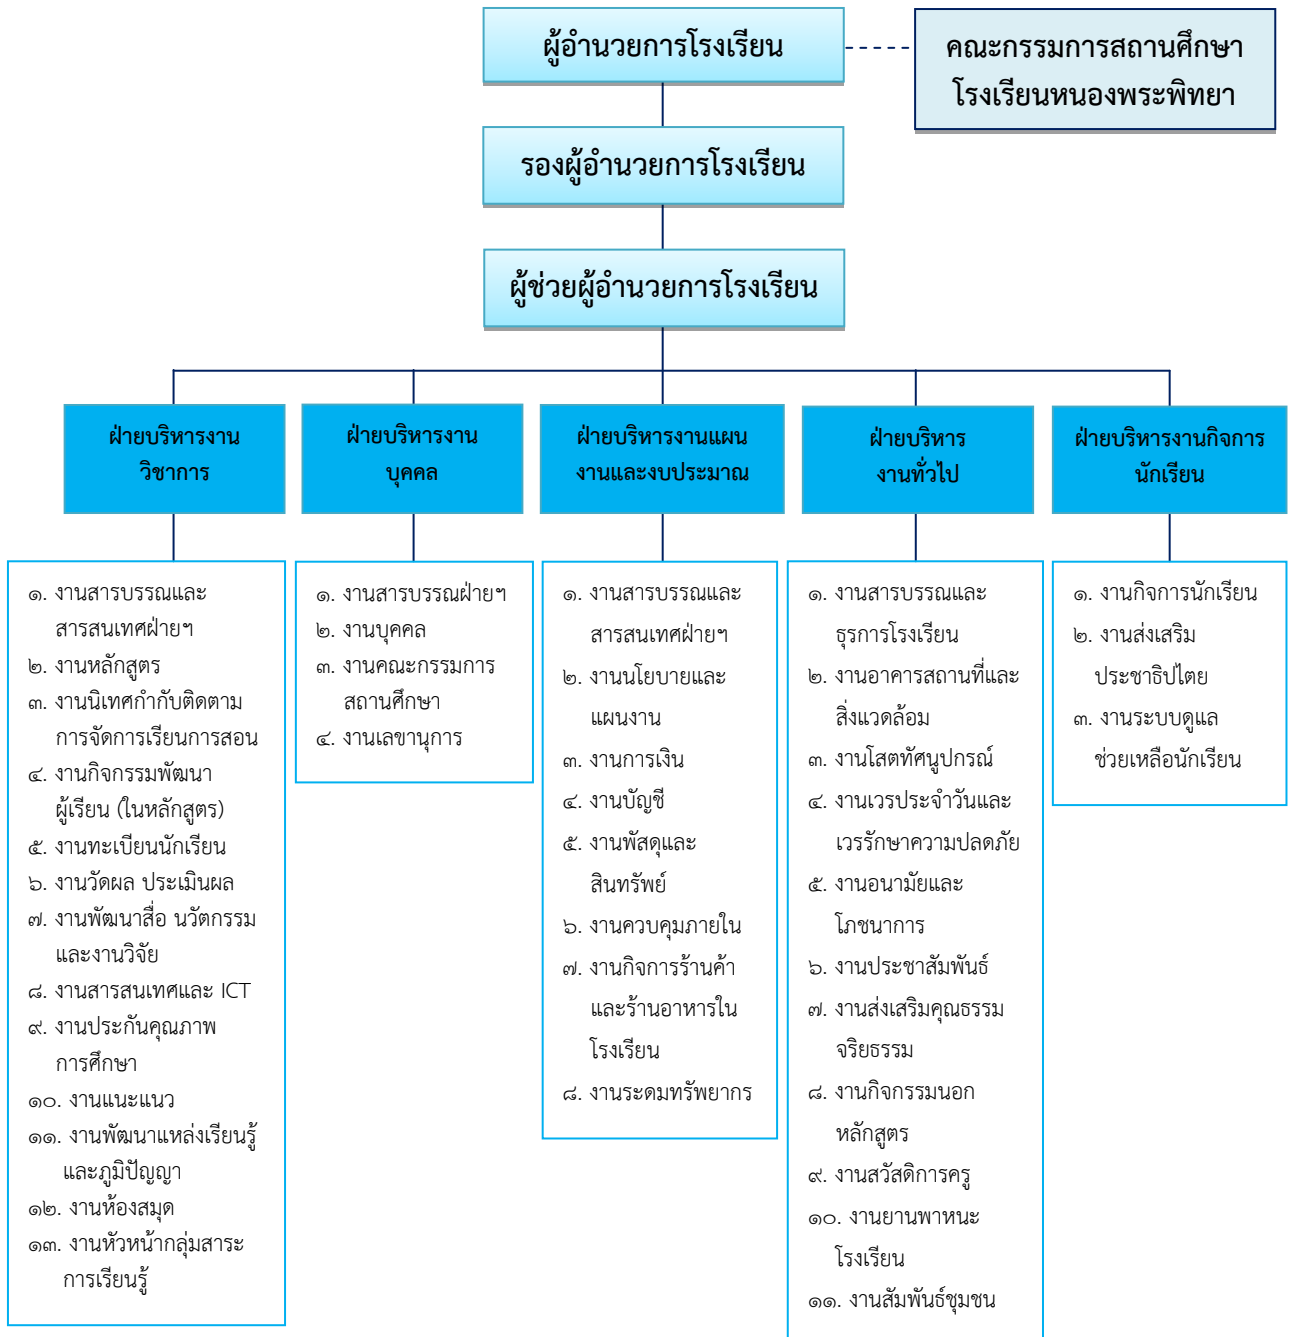 ผู้อำนวยการโรงเรียน
คณะกรรมการสถานศึกษา
โรงเรียนหนองพระพิทยา
รองผู้อำนวยการโรงเรียน
ผู้ช่วยผู้อำนวยการโรงเรียน
ฝ่ายบริหารงาน
วิชาการ
ฝ่ายบริหารงาน
บุคคล
ฝ่ายบริหารงานแผน
งานและงบประมาณ
ฝ่ายบริหาร
งานทั่วไป
ฝ่ายบริหารงานกิจการ
นักเรียน
๑. งานสารบรรณและ
สารสนเทศฝ่ายฯ
๒. งานหลักสูตร
๓. งานนิเทศกำกับติดตาม
การจัดการเรียนการสอน
๔. งานกิจกรรมพัฒนา
ผู้เรียน (ในหลักสูตร)
๕. งานทะเบียนนักเรียน
๖. งานวัดผล ประเมินผล
๗. งานพัฒนาสื่อ นวัตกรรม
และงานวิจัย
๘. งานสารสนเทศและ ICT
๙. งานประกันคุณภาพ
การศึกษา
๑๐. งานแนะแนว
๑๑. งานพัฒนาแหล่งเรียนรู้
และภูมิปัญญา
๑๒. งานห้องสมุด
๑๓. งานหัวหน้ากลุ่มสาระ
การเรียนรู้
๑. งานสารบรรณฝ่ายฯ
๒. งานบุคคล
๓. งานคณะกรรมการ
สถานศึกษา
๔. งานเลขานุการ
๑. งานสารบรรณและ
สารสนเทศฝ่ายฯ
๒. งานนโยบายและ
แผนงาน
๓. งานการเงิน
๔. งานบัญชี
๕. งานพัสดุและ
สินทรัพย์
๖. งานควบคุมภายใน
๗. งานกิจการร้านค้า
และร้านอาหารใน
โรงเรียน
๘. งานระดมทรัพยากร
๑. งานสารบรรณและ
ธุรการโรงเรียน
๒. งานอาคารสถานที่และ
สิ่งแวดล้อม
๓. งานโสตทัศนูปกรณ์
๔. งานเวรประจำวันและ
เวรรักษาความปลดภัย
๕. งานอนามัยและ
โภชนาการ
๖. งานประชาสัมพันธ์
๗. งานส่งเสริมคุณธรรม
จริยธรรม
๘. งานกิจกรรมนอก
หลักสูตร
๙. งานสวัสดิการครู
๑๐. งานยานพาหนะ
โรงเรียน
๑๑. งานสัมพันธ์ชุมชน
๑. งานกิจการนักเรียน
๒. งานส่งเสริม
ประชาธิปไตย
๓. งานระบบดูแล
ช่วยเหลือนักเรียน